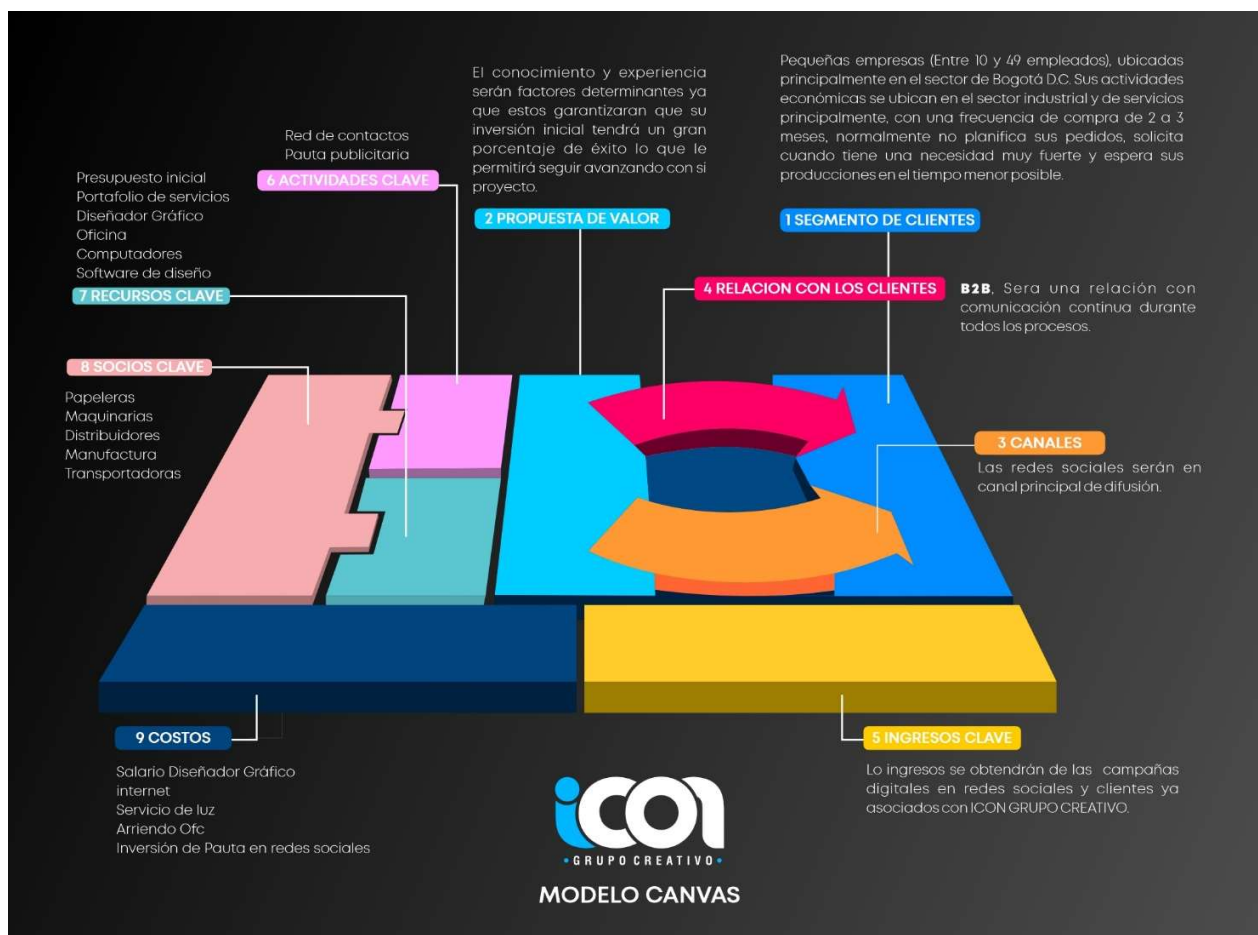 Pequeñas empresas (Entre 10 y 49 empleados), ubicadas
principalmente en el sector de Bogotá D.C. Sus actividades
económicas se ubican en el sector industrial y de servicios
principalmente, con una frecuencia de compra de 2 a 3
meses, normalmente no planifica sus pedidos, solicita
cuando tiene una necesidad muy fuerte y espera sus
producciones en el tiempo menor posible.
1 SEGMENTO DE CLIENTES
El conocimiento y experiencia
serán factores determinantes ya
que estos garantizaran que su
inversión inicial tendrá un gran
porcentaje de éxito lo que le
permitirá seguir avanzando con si
proyecto.
2 PROPUESTA DE VALOR
Red de contactos
Pauta publicitaria
6 ACTIVIDADES CLAVE
Presupuesto inicial
Portafolio de servicios
Diseñador Gráfico
Oficina
Computadores
Software de diseño
7 RECURSOS CLAVE
4 RELACION CON LOS CLIENTES
B2B, Sera una relación con
comunicación continua durante
todos los procesos.
8 SOCIOS CLAVE
Papeleras
Maquinarias
Distribuidores
Manufactura
Transportadoras
3 CANALES
Las redes sociales serán en
canal principal de difusión.
9 COSTOS
Salario Diseñador Gráfico
internet
Servicio de luz
Arriendo Ofc
Inversión de Pauta en redes sociales
5 INGRESOS CLAVE
Lo ingresos se obtendrán de las campañas
digitales en redes sociales y clientes ya
asociados con ICON GRUPO CREATIVO.
icon
•GRUPO CREATIVO•
MODELO CANVAS